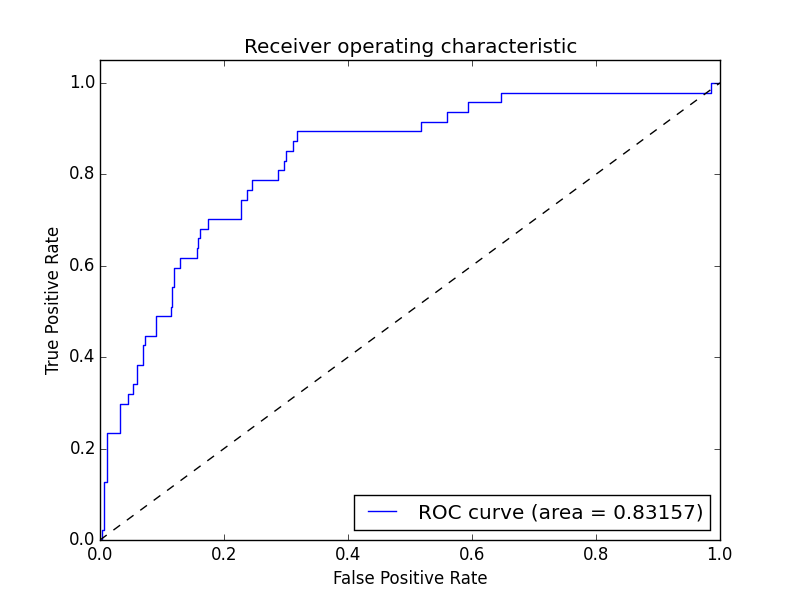 Receiver operating characteristic
1.0
0.8
0.6
0.4
0.2
0.0
True Positive Rate
ROC curve (area = 0.83157)
0.0 0.2 0.4 0.6 0.8 1.0
False Positive Rate